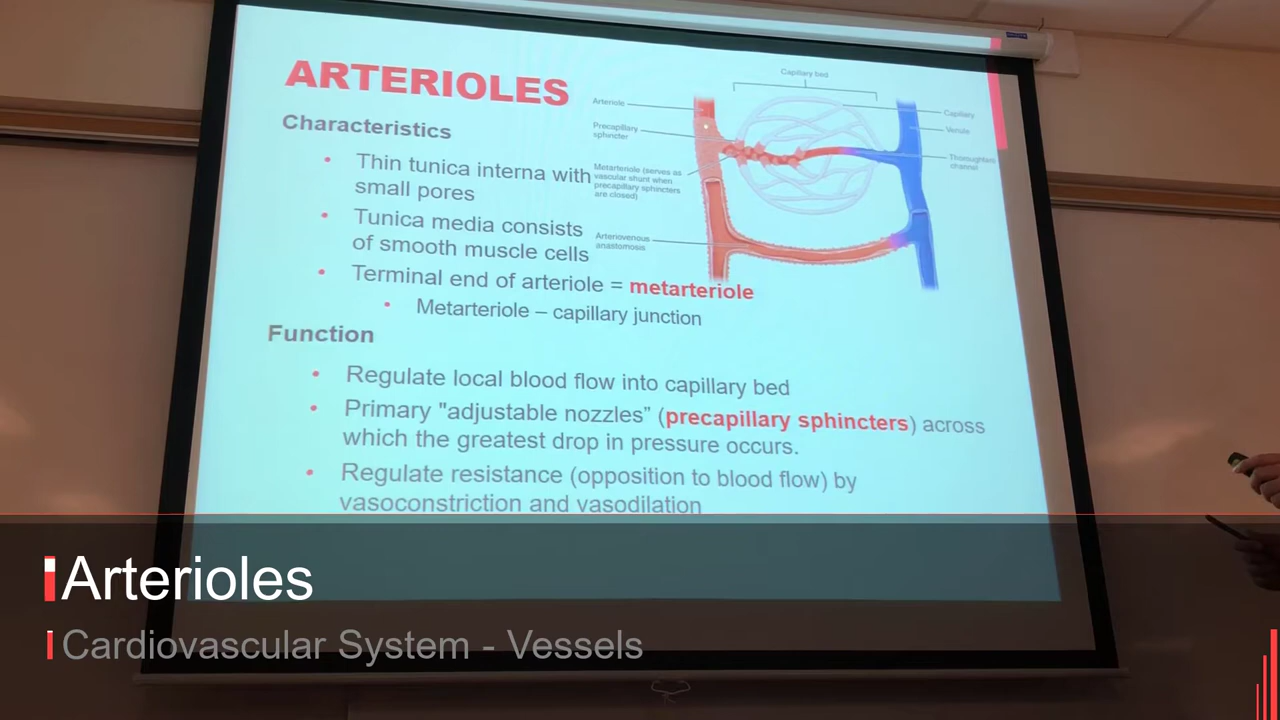 ARTERIOLES
Characteristics
• Thin tunica interna with
small pores
• Tunica media consists
of smooth muscle cells
• Terminal end of arteriole = metarteriole
• Metarteriole – capillary junction
Function
• Regulate local blood flow into capillary bed
• Primary "adjustable nozzles" (precapillary sphincters) across
which the greatest drop in pressure occurs.
• Regulate resistance (opposition to blood flow) by
vasoconstriction and vasodilation
Capillary bed
Arteriole
Precapillary
sphincter
Metarteriole (serves as
vascular shunt when
precapillary sphincters
are closed)
Arteriovenous
anastomosis
Capillary
Venule
Thoroughfare
channel
Arterioles
Cardiovascular System - Vessels